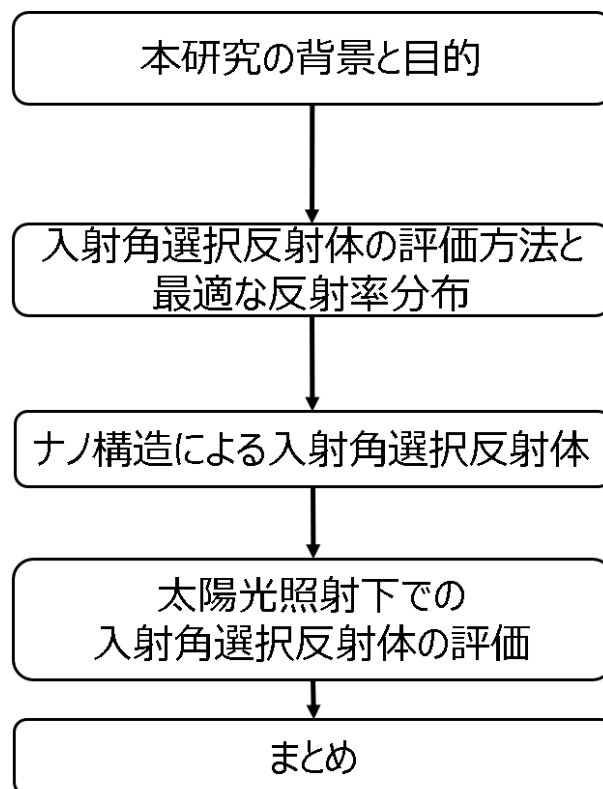 本研究の背景と目的
入射角選択反射体の評価方法と
最適な反射率分布
ナノ構造による入射角選択反射体
太陽光照射下での
入射角選択反射体の評価
まとめ